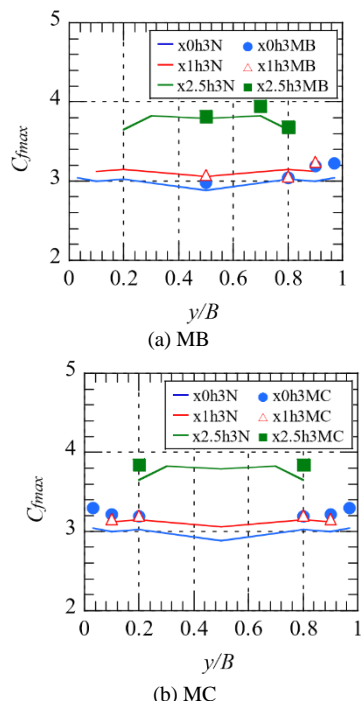 5
x0h3N x0h3MB
x1h3N x1h3MB
x2.5h3N x2.5h3MB
4
C_fmax
3
2
0 0.2 0.4 0.6 0.8 1
y/B
(a) MB
5
x0h3N x0h3MC
x1h3N x1h3MC
x2.5h3N x2.5h3MC
4
C_fmax
3
2
0 0.2 0.4 0.6 0.8 1
y/B
(b) MC